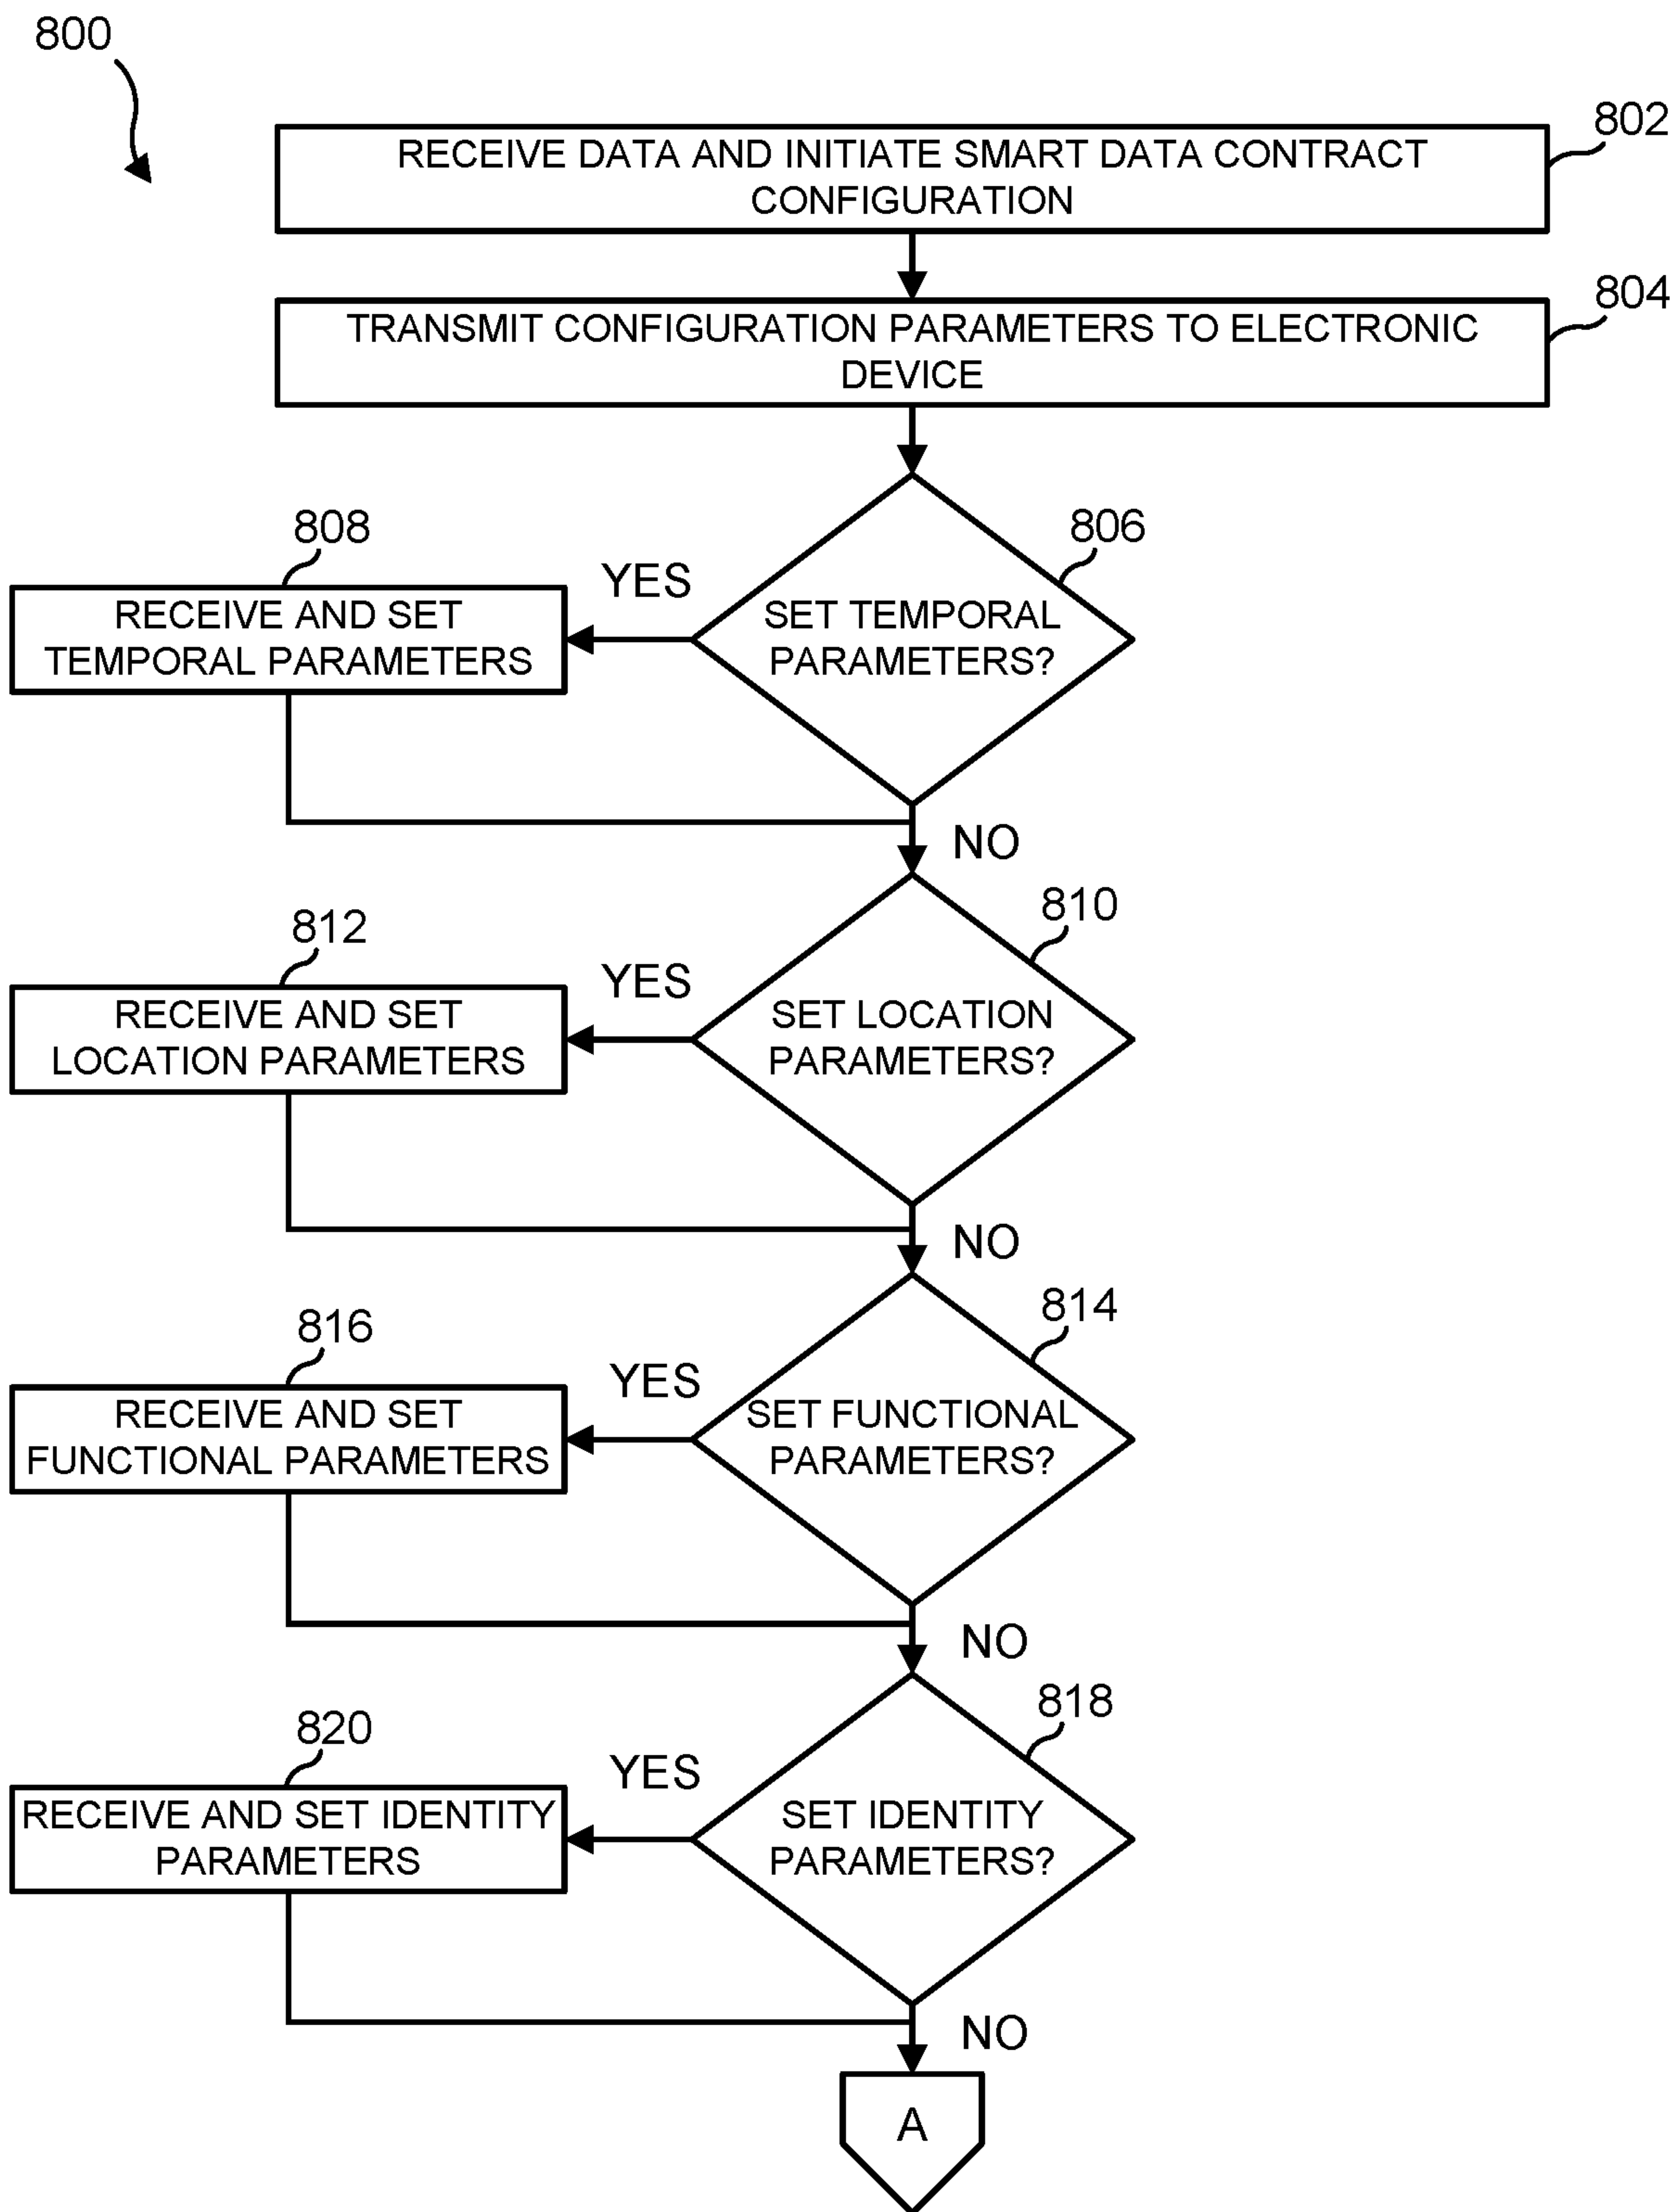 800
802
RECEIVE DATA AND INITIATE SMART DATA CONTRACT
CONFIGURATION
804
TRANSMIT CONFIGURATION PARAMETERS TO ELECTRONIC
DEVICE
806
SET TEMPORAL
PARAMETERS?
YES
808
RECEIVE AND SET
TEMPORAL PARAMETERS
NO
810
SET LOCATION
PARAMETERS?
YES
812
RECEIVE AND SET
LOCATION PARAMETERS
NO
814
SET FUNCTIONAL
PARAMETERS?
YES
816
RECEIVE AND SET
FUNCTIONAL PARAMETERS
NO
818
SET IDENTITY
PARAMETERS?
YES
820
RECEIVE AND SET IDENTITY
PARAMETERS
NO
A